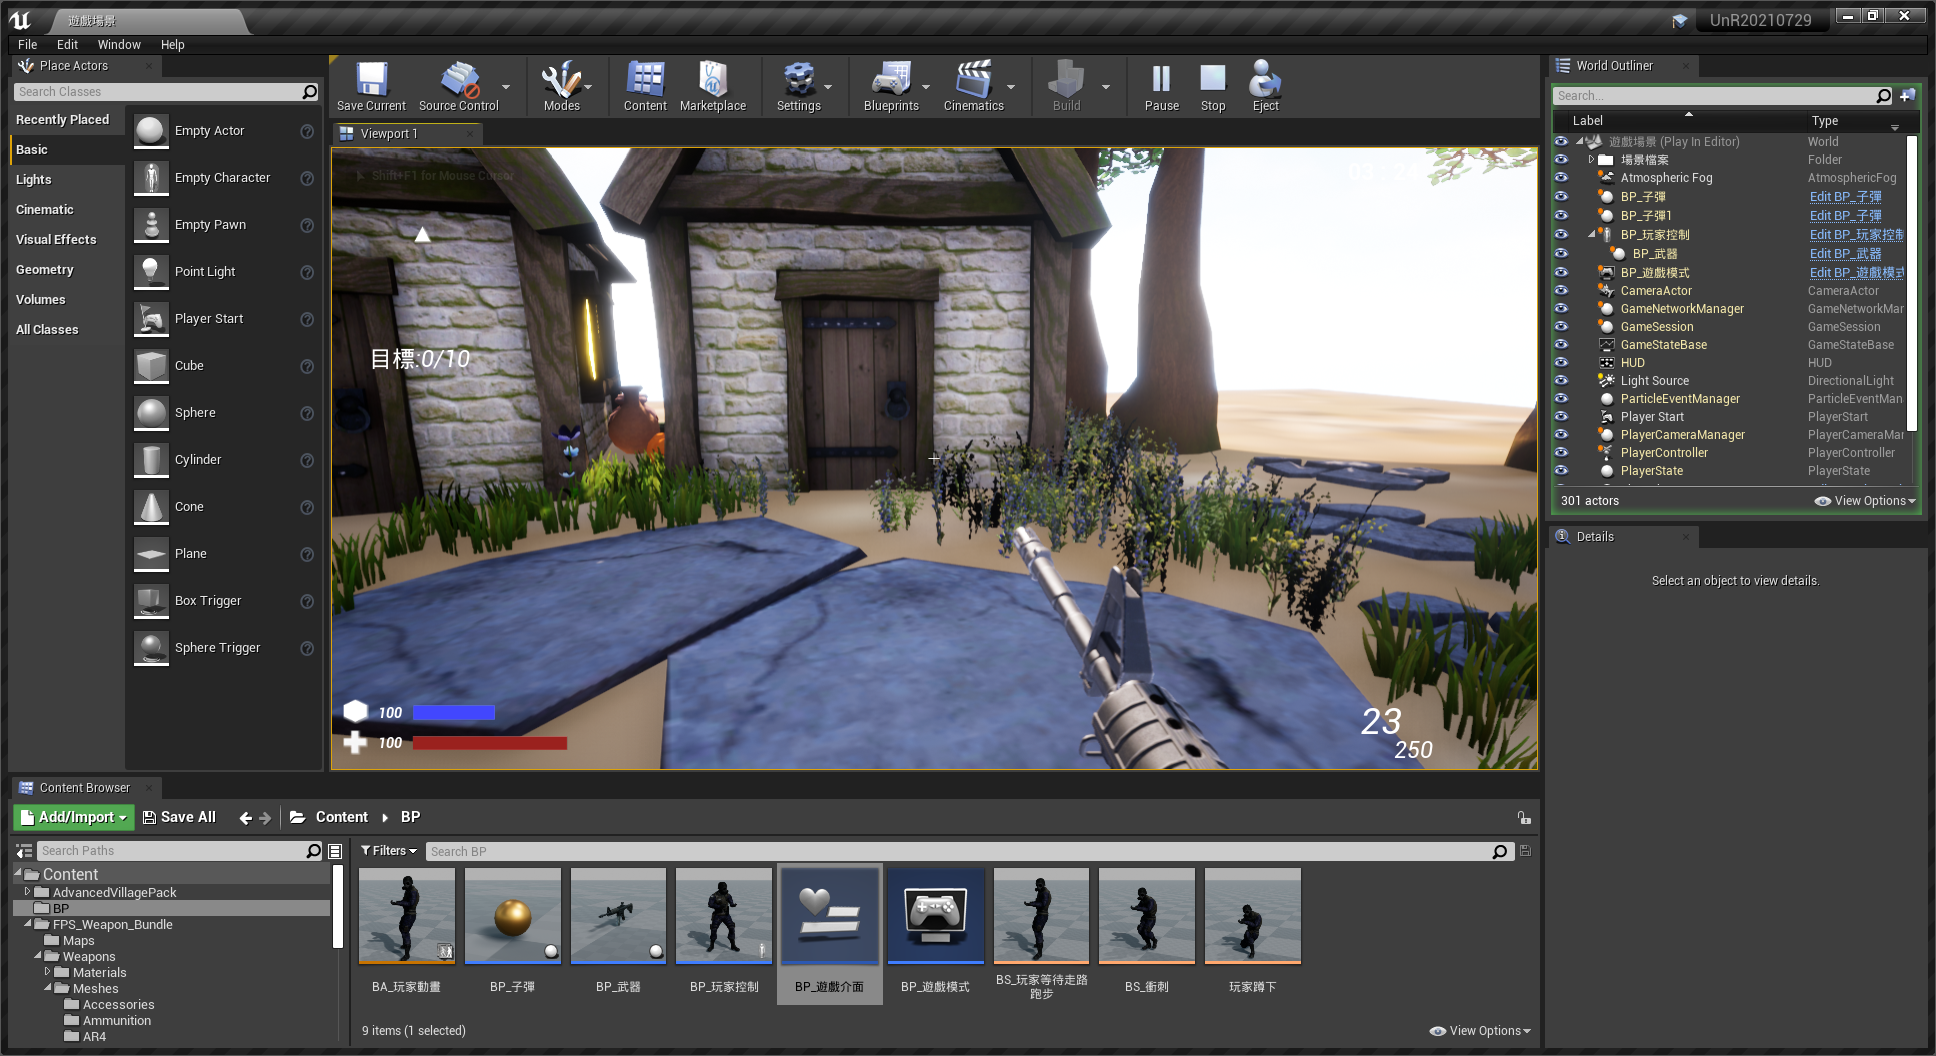 遊戲場景
UnR20210729
File Edit Window Help
Place Actors
Search Classes
Recently Placed
Basic
Lights
Cinematic
Visual Effects
Geometry
Volumes
All Classes
Empty Actor
Empty Character
Empty Pawn
Point Light
Player Start
Cube
Sphere
Cylinder
Cone
Plane
Box Trigger
Sphere Trigger
Save Current
Source Control
Modes
Content
Marketplace
Settings
Blueprints
Cinematics
Build
Pause
Stop
Eject
Viewport 1
Shift+F1 for Mouse Cursor
目標:0/10
100
100
23
250
World Outliner
Search...
Label Type
遊戲場景 (Play In Editor) World
場景檔案 Folder
Atmospheric Fog AtmosphericFog
BP_子彈 Edit BP_子彈
BP_子彈1 Edit BP_子彈
BP_玩家控制 Edit BP_玩家控制
BP_武器 Edit BP_武器
BP_遊戲模式 Edit BP_遊戲模式
CameraActor CameraActor
GameNetworkManager GameNetworkMar
GameSession GameSession
GameStateBase GameStateBase
HUD HUD
Light Source DirectionalLight
ParticleEventManager ParticleEventMan
Player Start PlayerStart
PlayerCameraManager PlayerCameraMar
PlayerController PlayerController
PlayerState PlayerState
301 actors View Options
Details
Select an object to view details.
Content Browser
Add/Import Save All Content BP
Search Paths
Content
AdvancedVillagePack
BP
FPS_Weapon_Bundle
Maps
Weapons
Materials
Meshes
Accessories
Ammunition
AR4
Filters Search BP
BA_玩家動畫
BP_子彈
BP_武器
BP_玩家控制
BP_遊戲介面
BP_遊戲模式
BS_玩家等待走路
跑步
BS_衝刺
玩家蹲下
9 items (1 selected)
View Options